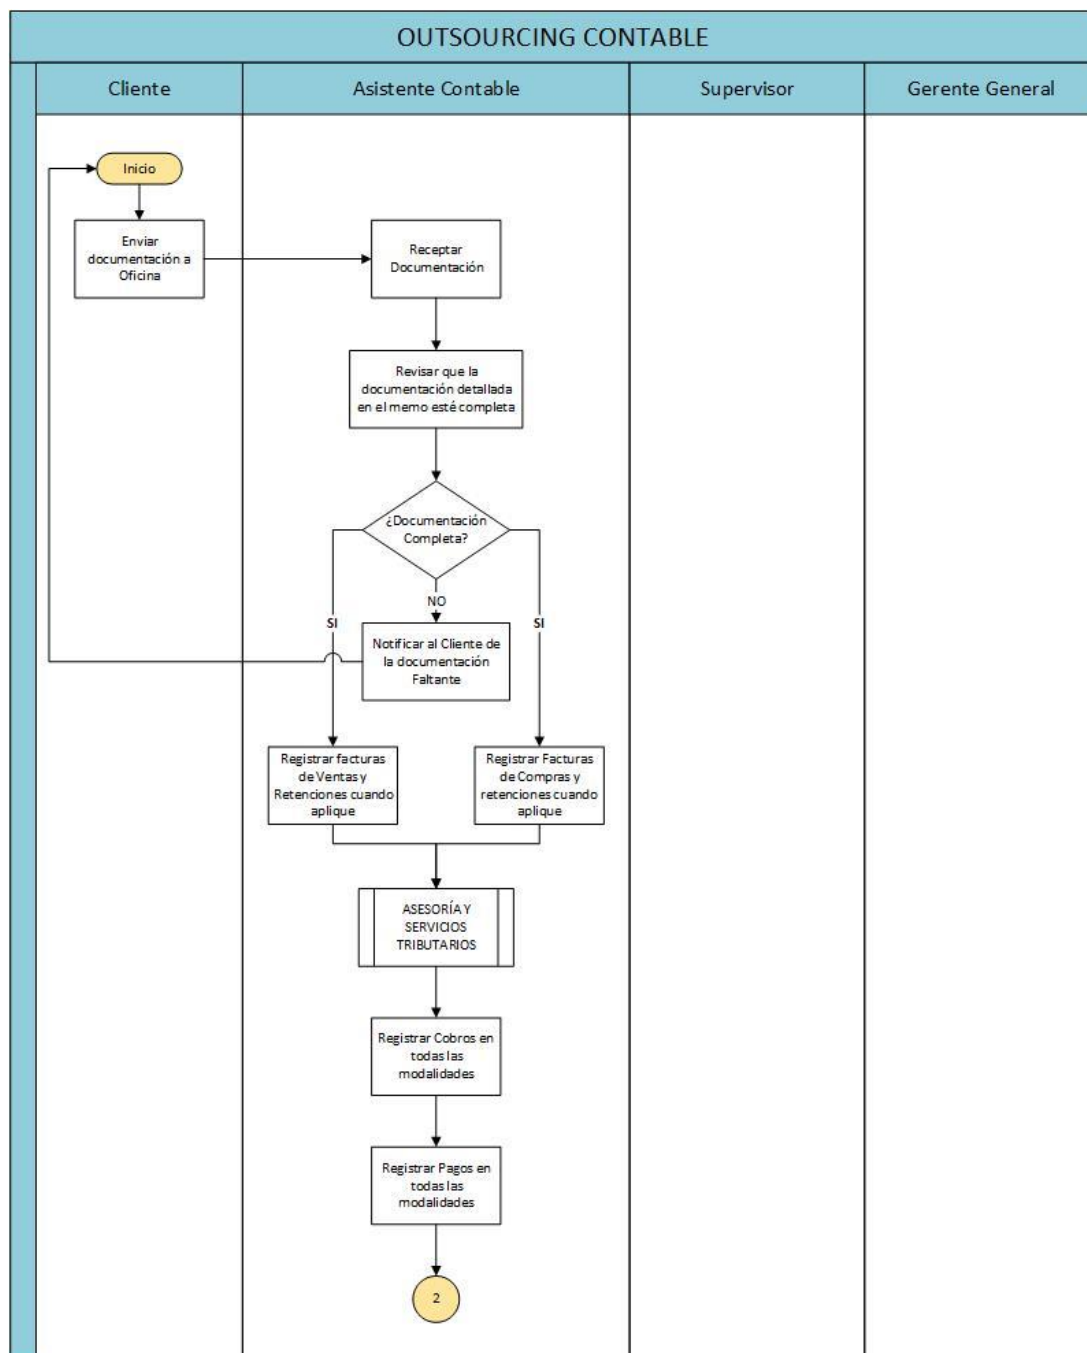 OUTSOURCING CONTABLE
Cliente
Asistente Contable
Supervisor
Gerente General
Inicio
Enviar
documentación a
Oficina
Receptar
Documentación
Revisar que la
documentación detallada
en el memo esté completa
¿Documentación
Completa?
NO
SI
SI
Notificar al Cliente de
la documentación
Faltante
Registrar facturas
de Ventas y
Retenciones cuando
aplique
Registrar Facturas
de Compras y
retenciones cuando
aplique
ASESORÍA Y
SERVICIOS
TRIBUTARIOS
Registrar Cobros en
todas las
modalidades
Registrar Pagos en
todas las
modalidades
2